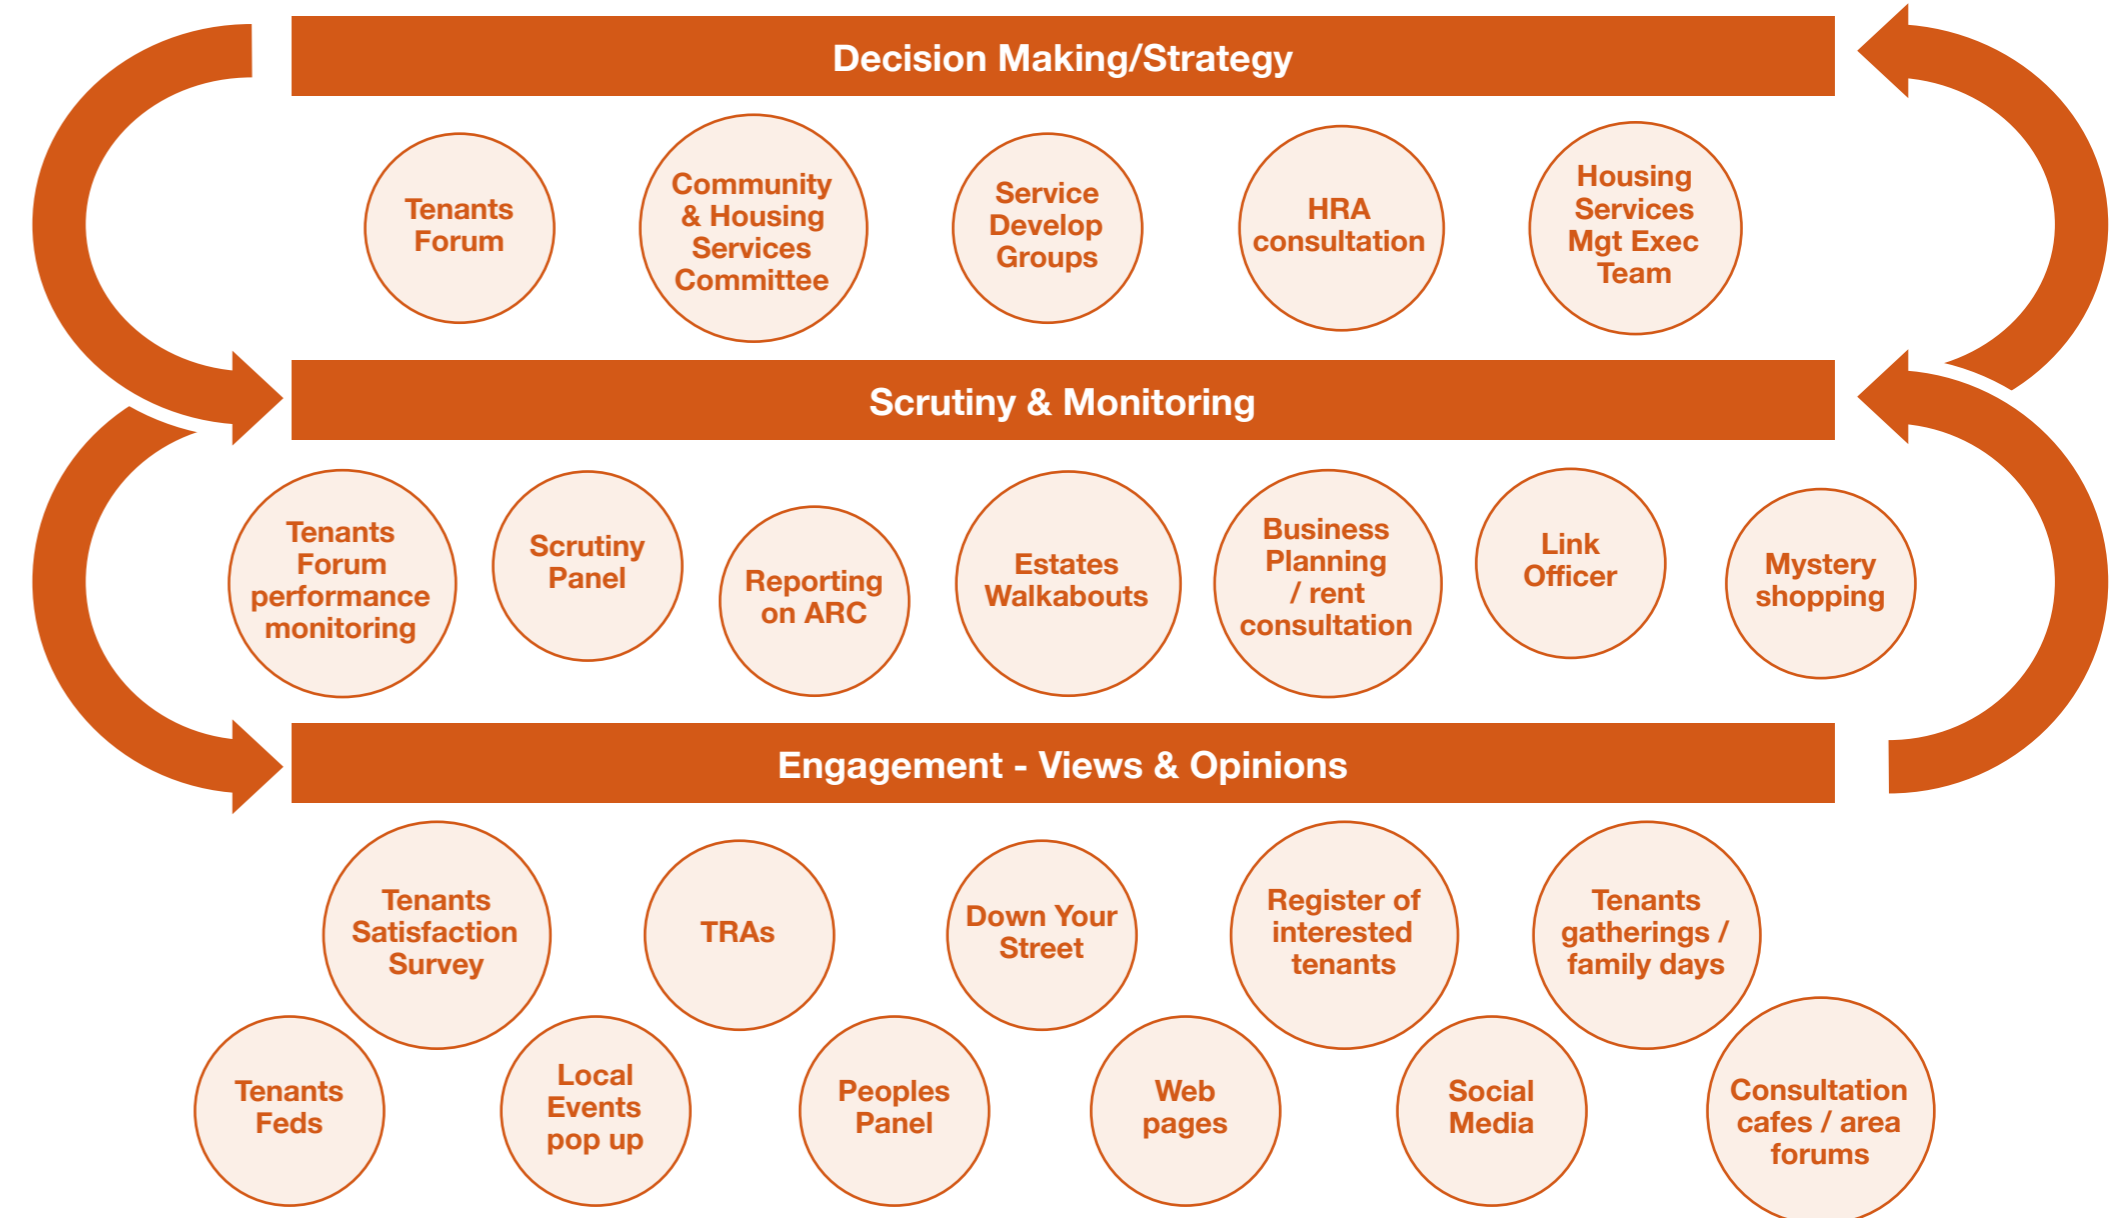 Decision Making/Strategy
Tenants
Forum
Community
& Housing
Services
Committee
Service
Develop
Groups
HRA
consultation
Housing
Services
Mgt Exec
Team
Scrutiny & Monitoring
Tenants
Forum
performance
monitoring
Scrutiny
Panel
Reporting
on ARC
Estates
Walkabouts
Business
Planning
/ rent
consultation
Link
Officer
Mystery
shopping
Engagement - Views & Opinions
Tenants
Satisfaction
Survey
TRAs
Down Your
Street
Register of
interested
tenants
Tenants
gatherings /
family days
Tenants
Feds
Local
Events
pop up
Peoples
Panel
Web
pages
Social
Media
Consultation
cafes / area
forums